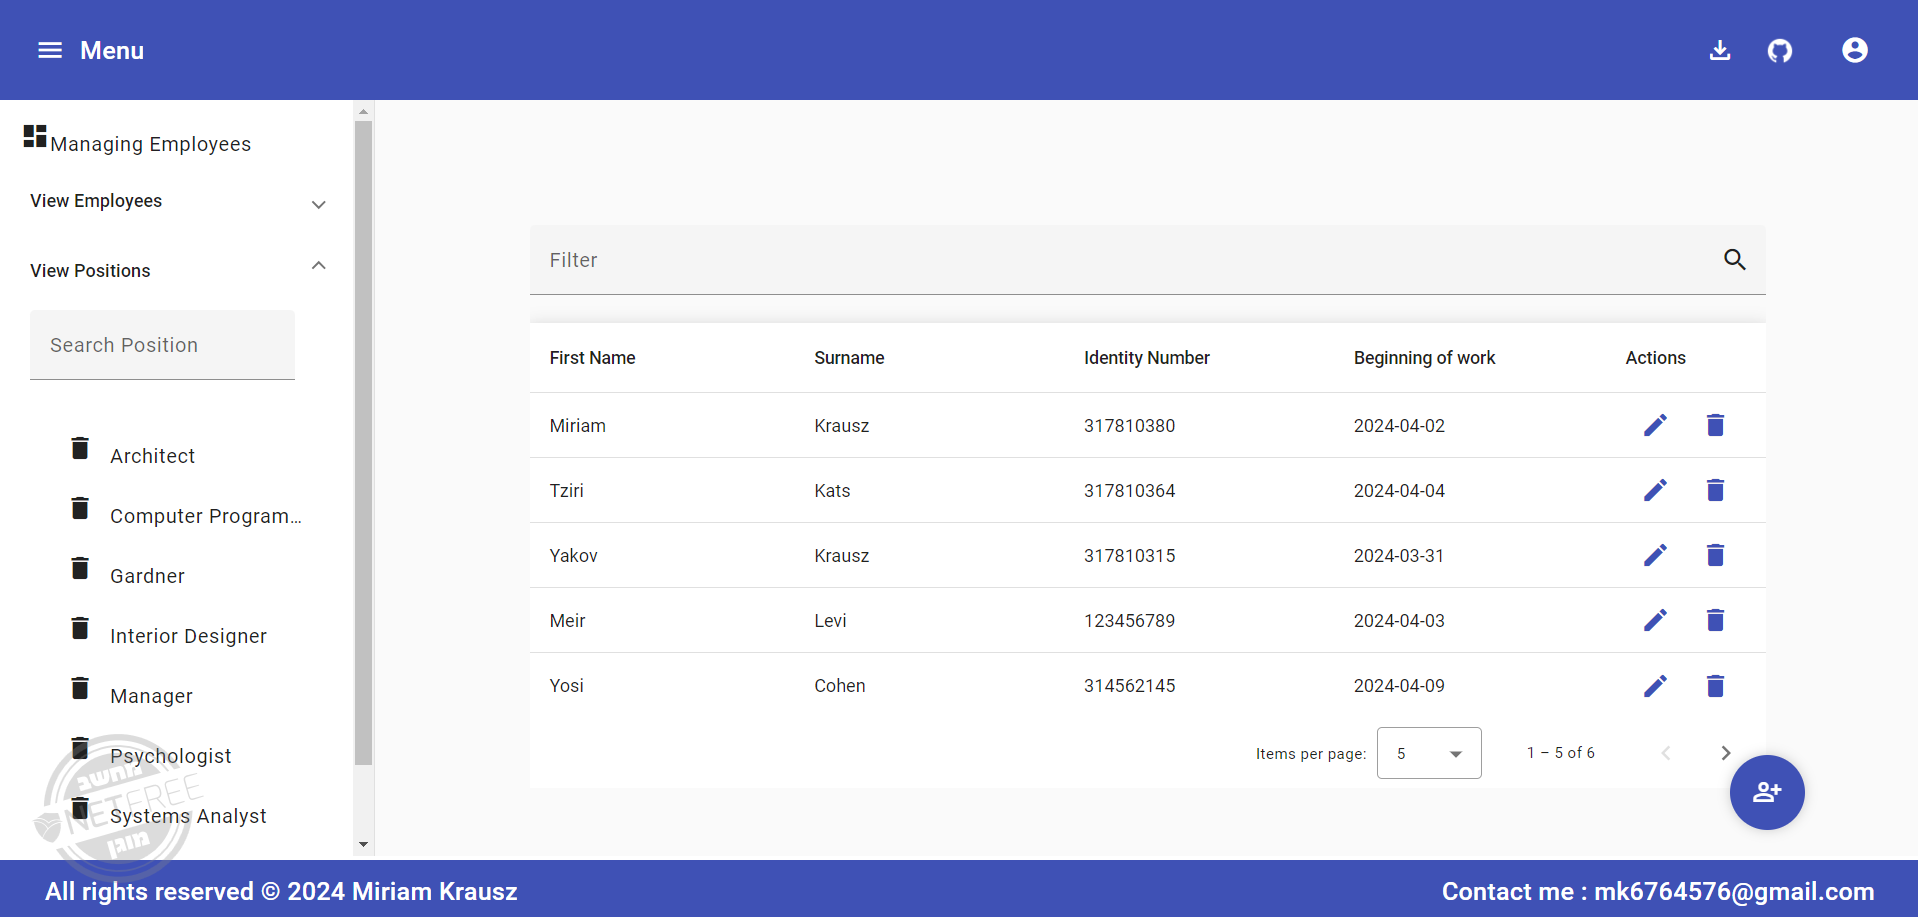 Menu
Managing Employees
View Employees
View Positions
Search Position
Architect
Computer Program...
Gardner
Interior Designer
Manager
Psychologist
Systems Analyst
Filter
First Name Surname Identity Number Beginning of work Actions
Miriam Krausz 317810380 2024-04-02
Tziri Kats 317810364 2024-04-04
Yakov Krausz 317810315 2024-03-31
Meir Levi 123456789 2024-04-03
Yosi Cohen 314562145 2024-04-09
Items per page: 5 1 – 5 of 6
מחשב
NETFREE
מוגן
All rights reserved © 2024 Miriam Krausz
Contact me : mk6764576@gmail.com